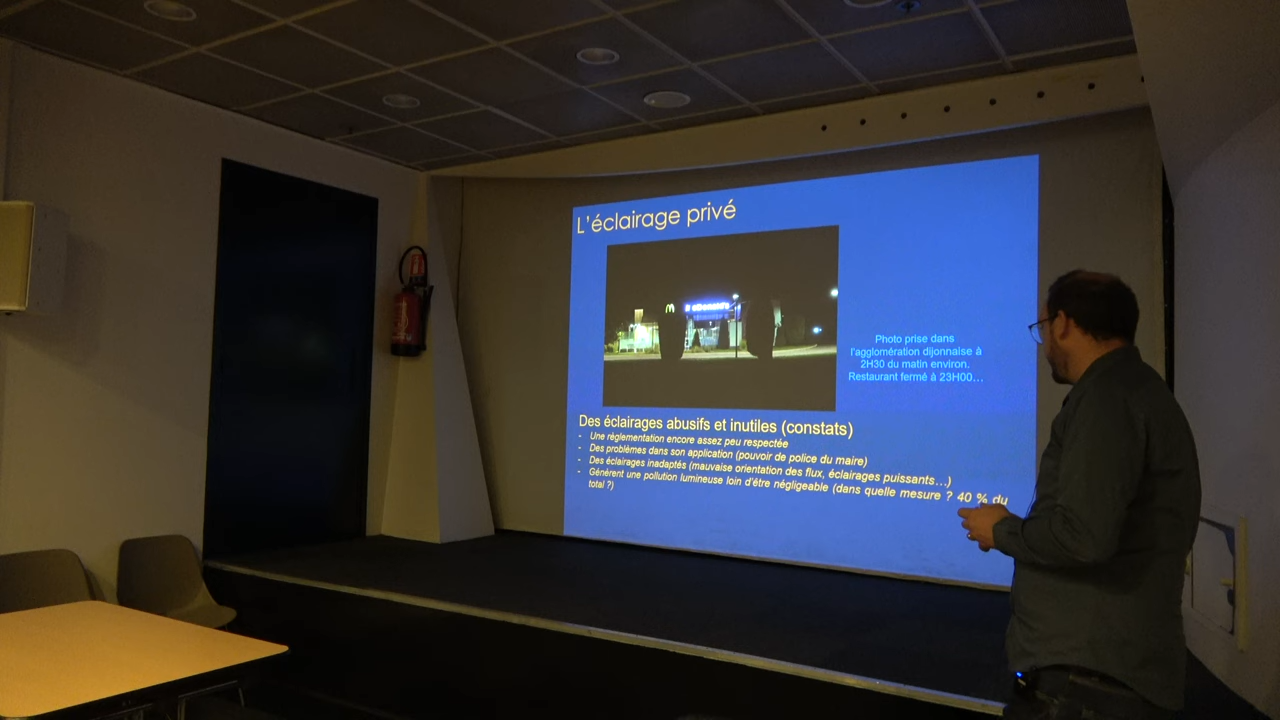 L'éclairage privé
Photo prise dans
l'agglomération dijonnaise à
2H30 du matin environ.
Restaurant fermé à 23H00...
Des éclairages abusifs et inutiles (constats)
- Une règlementation encore assez peu respectée
- Des problèmes dans son application (pouvoir de police du maire)
- Des éclairages inadaptés (mauvaise orientation des flux, éclairages puissants...)
- Génèrent une pollution lumineuse loin d'être négligeable (dans quelle mesure ? 40 % du
total ?)